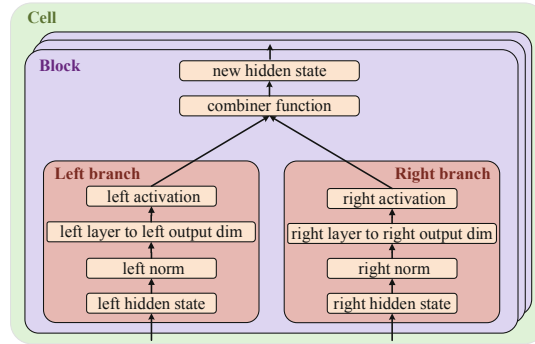 Cell
Block
new hidden state
combiner function
Left branch
left activation
left layer to left output dim
left norm
left hidden state
Right branch
right activation
right layer to right output dim
right norm
right hidden state